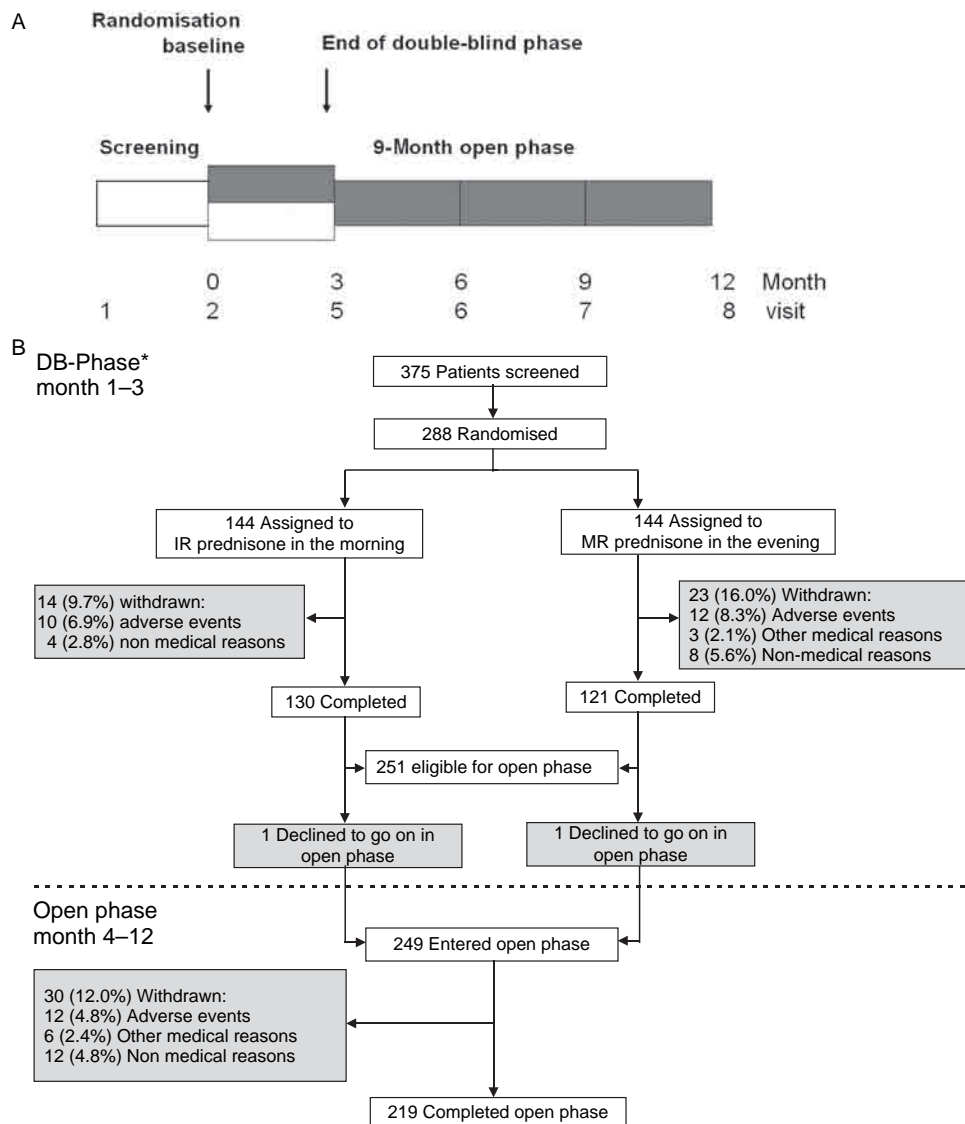 A
Randomisation
baseline
End of double-blind phase
Screening
9-Month open phase
0 3 6 9 12 Month
1 2 5 6 7 8 visit
B
DB-Phase*
month 1–3
375 Patients screened
288 Randomised
144 Assigned to
IR prednisone in the morning
144 Assigned to
MR prednisone in the evening
14 (9.7%) withdrawn:
10 (6.9%) adverse events
4 (2.8%) non medical reasons
23 (16.0%) Withdrawn:
12 (8.3%) Adverse events
3 (2.1%) Other medical reasons
8 (5.6%) Non-medical reasons
130 Completed
121 Completed
251 eligible for open phase
1 Declined to go on in
open phase
1 Declined to go on in
open phase
Open phase
month 4–12
249 Entered open phase
30 (12.0%) Withdrawn:
12 (4.8%) Adverse events
6 (2.4%) Other medical reasons
12 (4.8%) Non medical reasons
219 Completed open phase